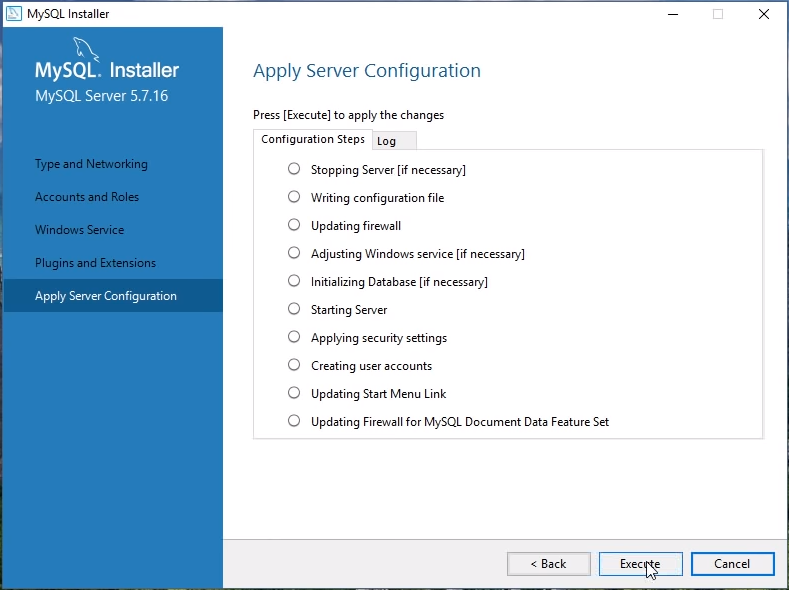 MySQL Installer
MySQL. Installer
MySQL Server 5.7.16
Type and Networking
Accounts and Roles
Windows Service
Plugins and Extensions
Apply Server Configuration
Apply Server Configuration
Press [Execute] to apply the changes
Configuration Steps
Log
Stopping Server [if necessary]
Writing configuration file
Updating firewall
Adjusting Windows service [if necessary]
Initializing Database [if necessary]
Starting Server
Applying security settings
Creating user accounts
Updating Start Menu Link
Updating Firewall for MySQL Document Data Feature Set
< Back
Execute
Cancel